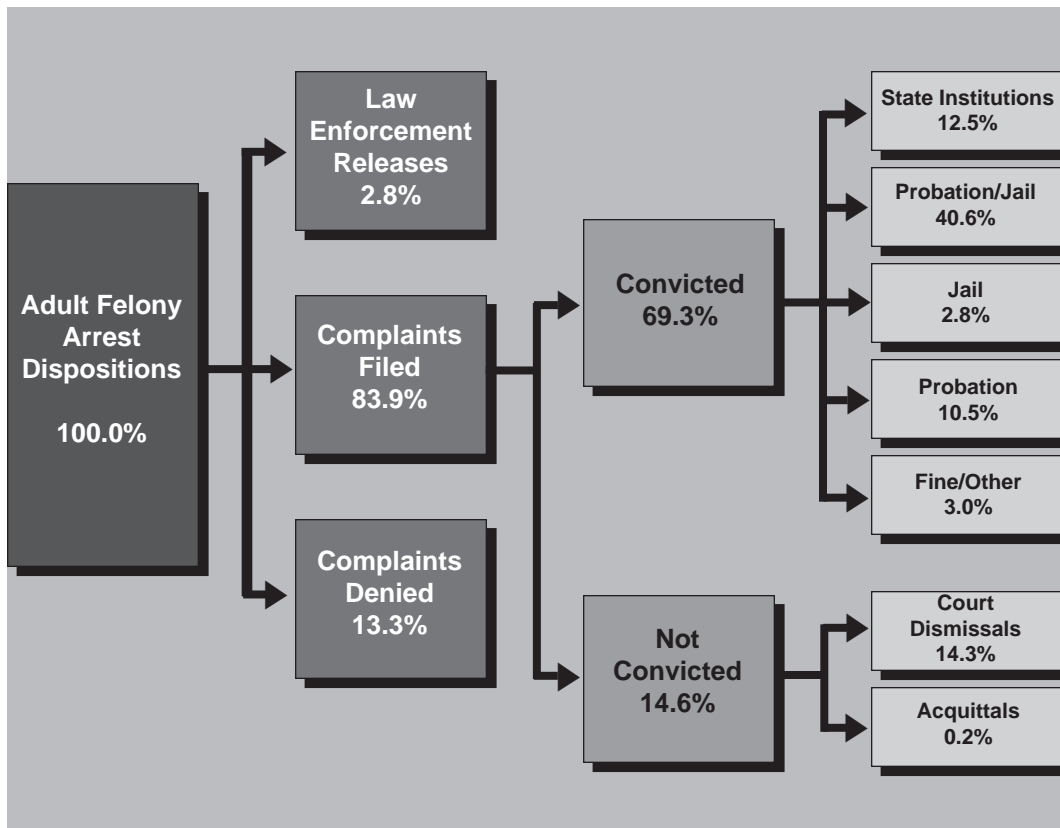 Adult Felony
Arrest
Dispositions
100.0%
Law
Enforcement
Releases
2.8%
Complaints
Filed
83.9%
Complaints
Denied
13.3%
Convicted
69.3%
Not
Convicted
14.6%
State Institutions
12.5%
Probation/Jail
40.6%
Jail
2.8%
Probation
10.5%
Fine/Other
3.0%
Court
Dismissals
14.3%
Acquittals
0.2%